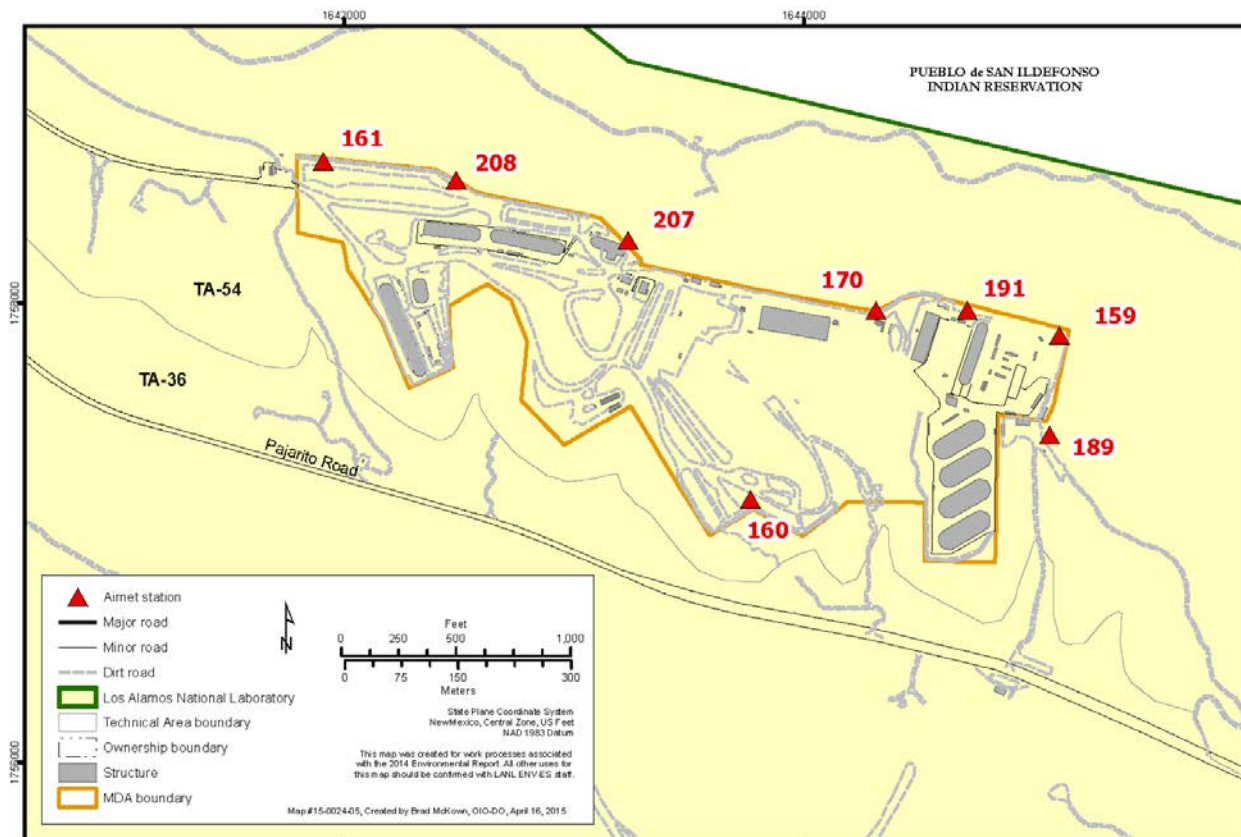 1642000
1644000
PUEBLO de SAN ILDEFONSO
INDIAN RESERVATION
161
208
207
170
191
159
1758000
TA-54
TA-36
189
Pajarito Road
160
Airnet station
Major road
Minor road
Dirt road
Los Alamos National Laboratory
Technical Area boundary
Ownership boundary
Structure
MDA boundary
N
Feet
0 250 500 1,000
0 75 150 300
Meters
State Plane Coordinate System
New Mexico, Central Zone, US Feet
NAD 1983 Datum
This map was created for work processes associated
with the 2014 Environmental Report. All other uses for
this map should be confirmed with LANL ENV-ES staff.
Map #15-0024-05, Created by Brad McKown, OIO-DO, April 16, 2015
1756000